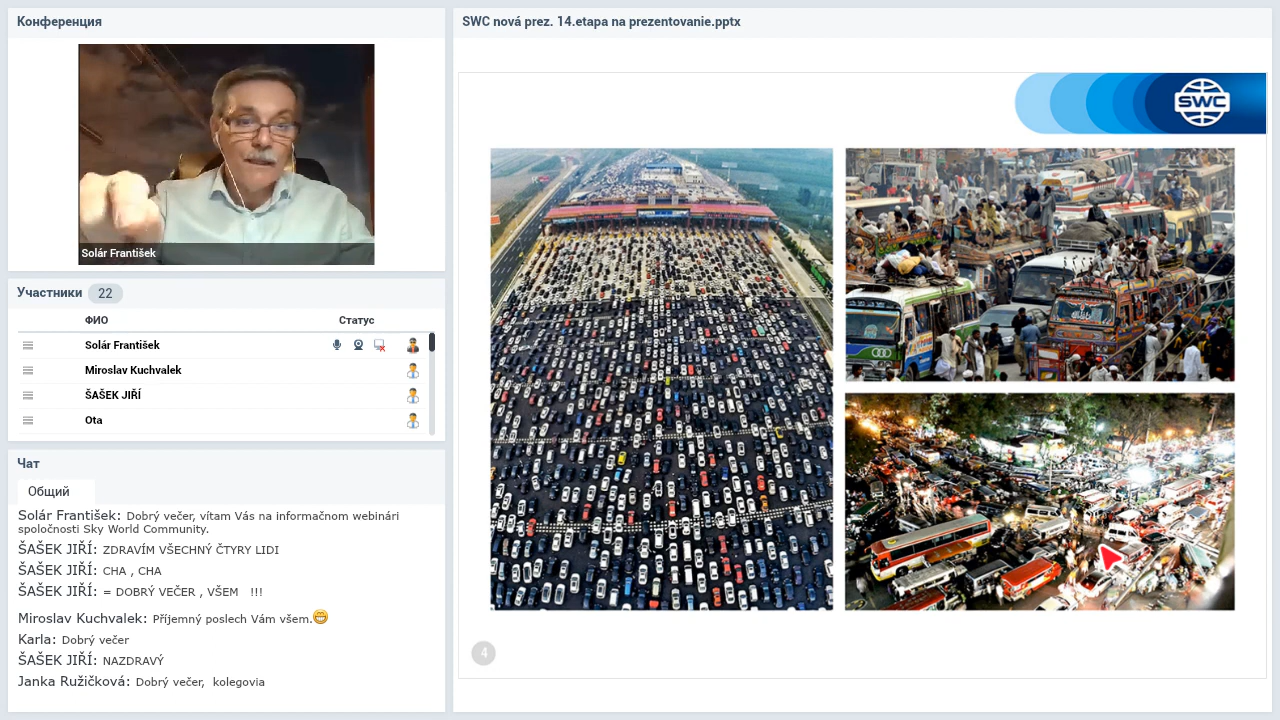 Конференция
Solár František
Участники 22
ФИО Статус
Solár František
Miroslav Kuchvalek
ŠAŠEK JIŘÍ
Ota
Чат
Общий
Solár František: Dobrý večer, vítam Vás na informačnom webinári
spoločnosti Sky World Community.
ŠAŠEK JIŘÍ: ZDRAVÍM VŠECHNÝ ČTYRY LIDI
ŠAŠEK JIŘÍ: CHA , CHA
ŠAŠEK JIŘÍ: = DOBRÝ VEČER , VŠEM !!!
Miroslav Kuchvalek: Příjemný poslech Vám všem.
Karla: Dobrý večer
ŠAŠEK JIŘÍ: NAZDRAVÝ
Janka Ružičková: Dobrý večer, kolegovia
SWC nová prez. 14.etapa na prezentovanie.pptx
SWC
4